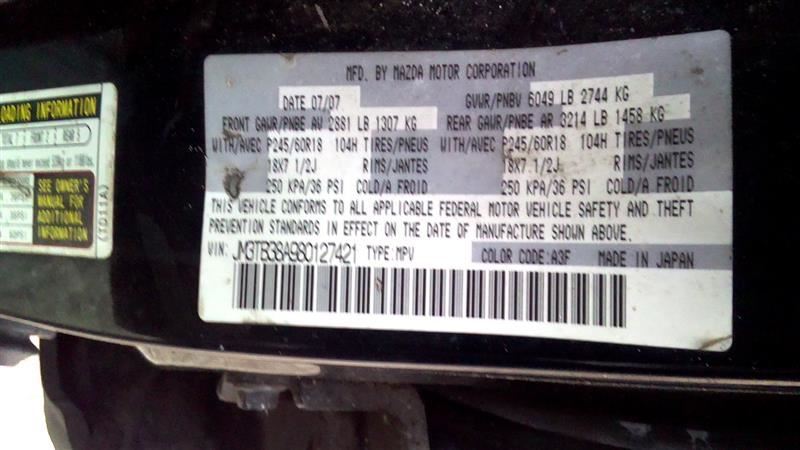 MFD. BY MAZDA MOTOR CORPORATION
DATE 07/07 GVWR/PNBV 6049 LB 2744 KG
FRONT GAWR/PNBE AV 2881 LB 1307 KG REAR GAWR/PNBE AR 3214 LB 1458 KG
WITH/AVEC P245/60R18 104H TIRES/PNEUS WITH/AVEC P245/60R18 104H TIRES/PNEUS
18X7.1/2J RIMS/JANTES 18X7.1/2J RIMS/JANTES
250 KPA/36 PSI COLD/A FROID 250 KPA/36 PSI COLD/A FROID
THIS VEHICLE CONFORMS TO ALL APPLICABLE FEDERAL MOTOR VEHICLE SAFETY AND THEFT
PREVENTION STANDARDS IN EFFECT ON THE DATE OF MANUFACTURE SHOWN ABOVE.
VIN: JM3TB38A980127421 TYPE: MPV COLOR CODE: A3F MADE IN JAPAN
LOADING INFORMATION
SEE OWNER'S
MANUAL FOR
ADDITIONAL
INFORMATION
(TD11A)